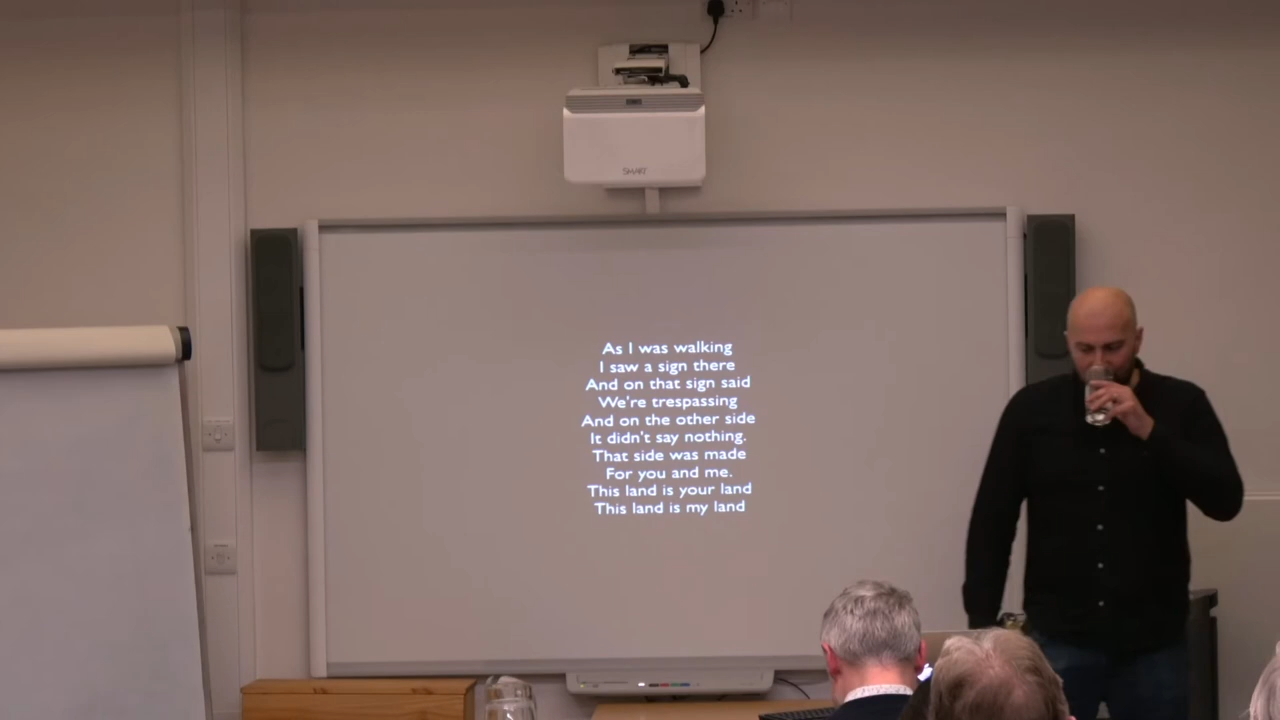 SMART
As I was walking
I saw a sign there
And on that sign said
We're trespassing
And on the other side
It didn't say nothing.
That side was made
For you and me.
This land is your land
This land is my land